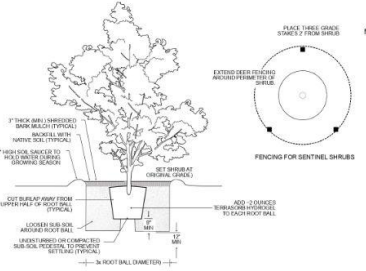 PLACE THREE GRADE
STAKES 2' FROM SHRUB
EXTEND DEER FENCING
AROUND PERIMETER OF
SHRUB
FENCING FOR SENTINEL SHRUBS
3" THICK (MIN.) SHREDDED
BARK MULCH (TYPICAL)
BACKFILL WITH
NATIVE SOIL (TYPICAL)
HIGH SOIL SAUCER TO
HOLD WATER DURING
GROWING SEASON
SET SHRUB AT
ORIGINAL GRADE
CUT BURLAP AWAY FROM
UPPER HALF OF ROOT BALL
(TYPICAL)
LOOSEN SUB-SOIL
AROUND ROOT BALL
UNDISTURBED OR COMPACTED
SUB-SOIL PEDESTAL TO PREVENT
SETTLING (TYPICAL)
ADD ~2 OUNCES
TERRASORB HYDROGEL
TO EACH ROOT BALL
MIN
12"
MIN
3x ROOT BALL DIAMETER